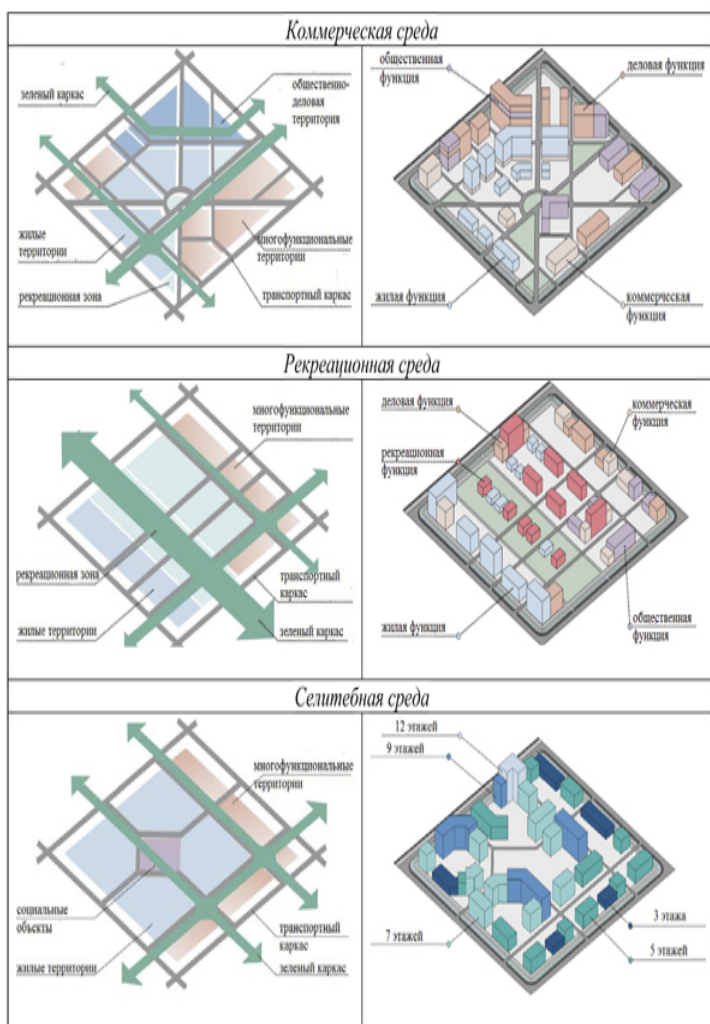 Коммерческая среда
зеленый каркас
общественно-
деловая
территория
жилые
территории
рекреационная зона
многофункциональные
территории
транспортный каркас
общественная
функция
деловая функция
жилая функция
коммерческая
функция
Рекреационная среда
многофункциональные
территории
рекреационная зона
жилые территории
транспортный
каркас
зеленый каркас
деловая функция
рекреационная
функция
коммерческая
функция
жилая функция
общественная
функция
Селитебная среда
многофункциональные
территории
социальные
объекты
жилые территории
транспортный
каркас
зеленый каркас
12 этажей
9 этажей
7 этажей
3 этажа
5 этажей